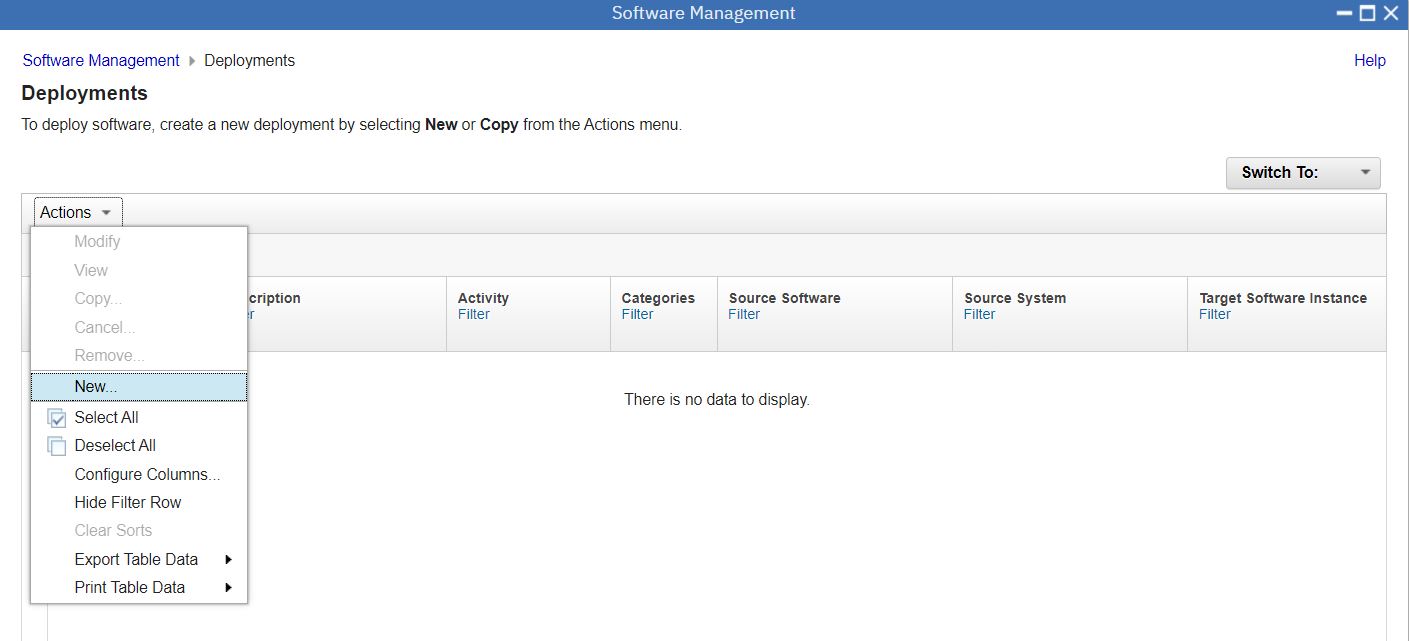 Software Management
Software Management Deployments
Help
Deployments
To deploy software, create a new deployment by selecting New or Copy from the Actions menu.
Switch To:
Actions
Modify
View
Copy...
Cancel...
Remove...
New...
Select All
Deselect All
Configure Columns...
Hide Filter Row
Clear Sorts
Export Table Data
Print Table Data
cription
er
Activity
Filter
Categories
Filter
Source Software
Filter
Source System
Filter
Target Software Instance
Filter
There is no data to display.